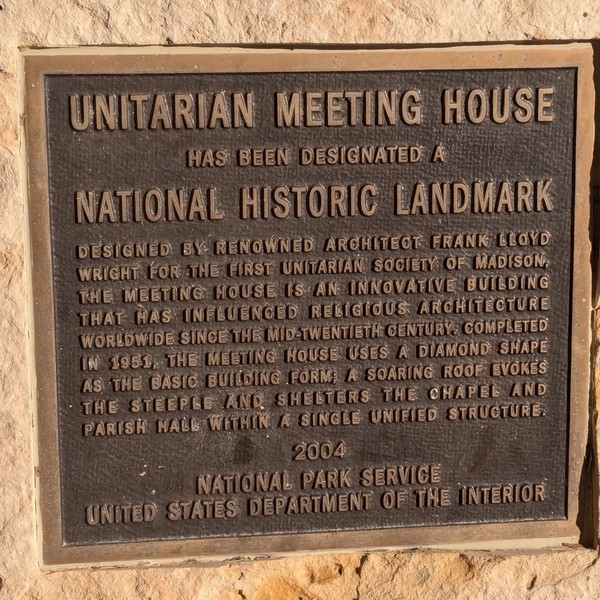 UNITARIAN MEETING HOUSE
HAS BEEN DESIGNATED A
NATIONAL HISTORIC LANDMARK
DESIGNED BY RENOWNED ARCHITECT FRANK LLOYD
WRIGHT FOR THE FIRST UNITARIAN SOCIETY OF MADISON,
THE MEETING HOUSE IS AN INNOVATIVE BUILDING
THAT HAS INFLUENCED RELIGIOUS ARCHITECTURE
WORLDWIDE SINCE THE MID-TWENTIETH CENTURY. COMPLETED
IN 1951, THE MEETING HOUSE USES A DIAMOND SHAPE
AS THE BASIC BUILDING FORM; A SOARING ROOF EVOKES
THE STEEPLE AND SHELTERS THE CHAPEL AND
PARISH HALL WITHIN A SINGLE UNIFIED STRUCTURE.
2004
NATIONAL PARK SERVICE
UNITED STATES DEPARTMENT OF THE INTERIOR